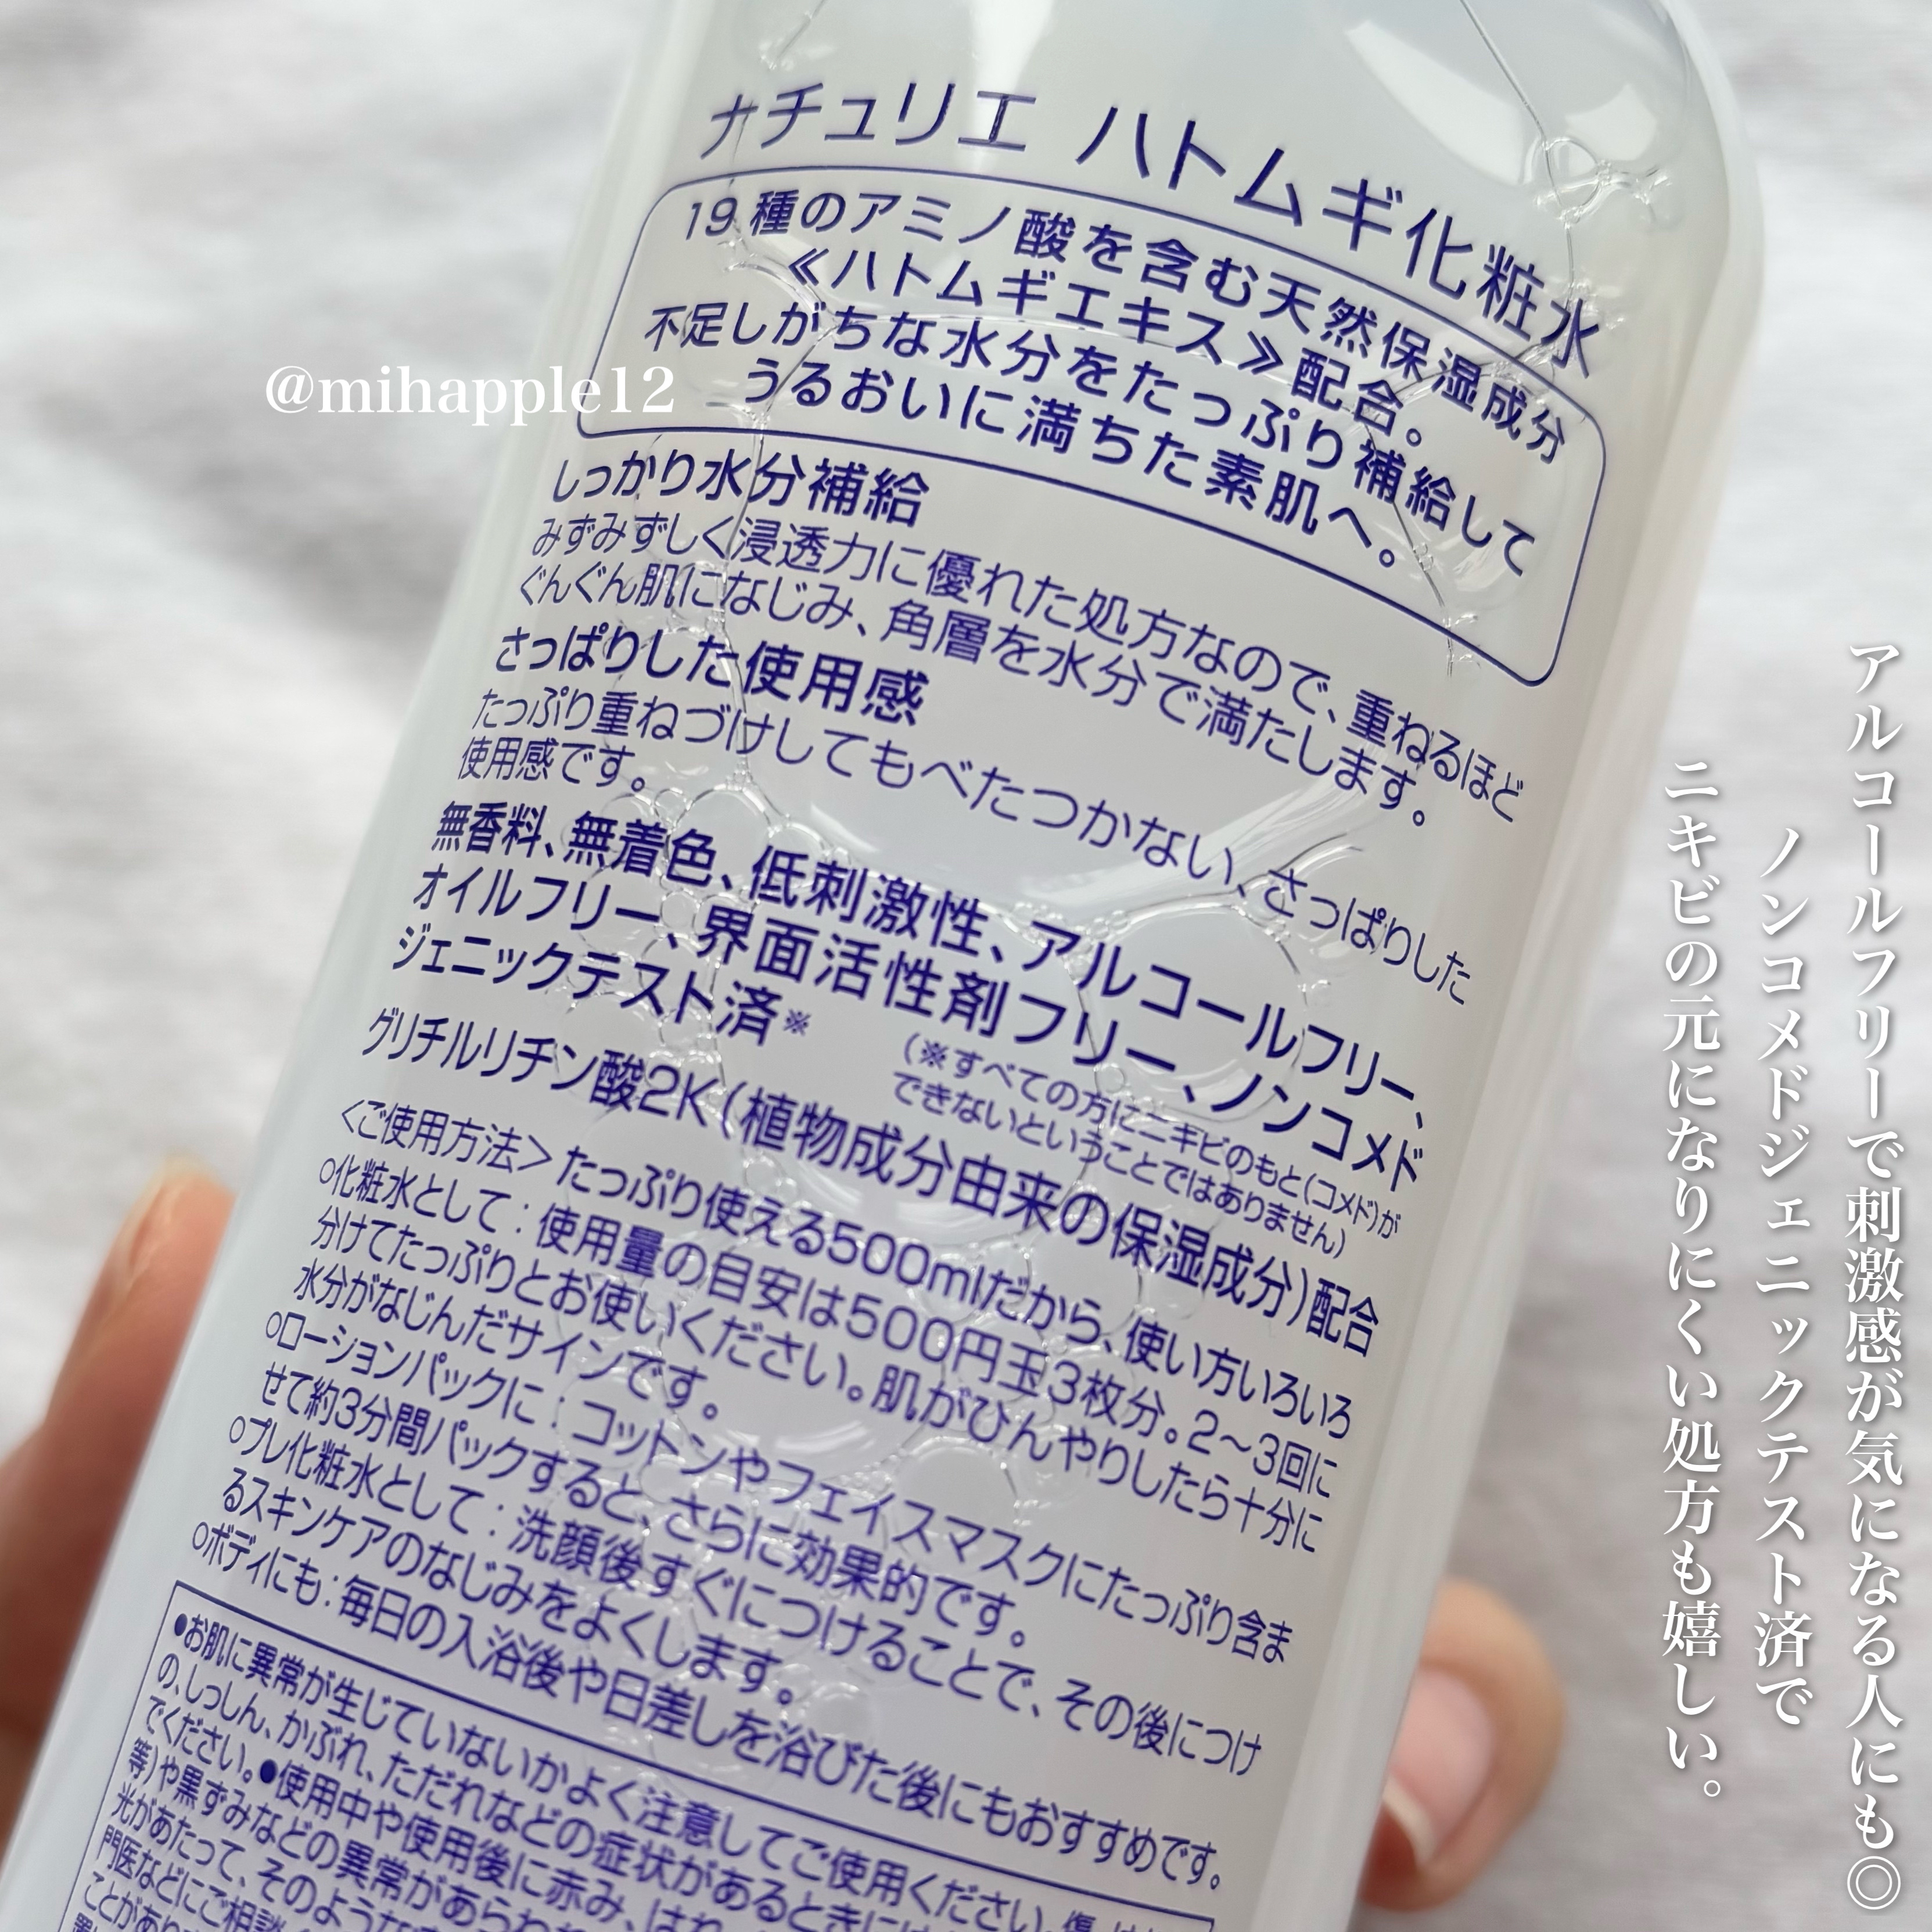 ナチュリエ ハトムギ化粧水
19種のアミノ酸を含む天然保湿成分
≪ハトムギエキス≫配合。
不足しがちな水分をたっぷり補給して
うるおいに満ちた素肌へ。
しっかり水分補給
みずみずしく浸透力に優れた処方なので、重ねるほど
ぐんぐん肌になじみ、角層を水分で満たします。
さっぱりした使用感
たっぷり重ねづけしてもべたつかない、さっぱりした
使用感です。
無香料、無着色、低刺激性、アルコールフリー、
オイルフリー、界面活性剤フリー、ノンコメド
ジェニックテスト済※
(※すべての方にニキビのもと(コメド)が
できないということではありません)
グリチルリチン酸2K(植物成分由来の保湿成分)配合
<ご使用方法>たっぷり使える500mlだから、使い方いろいろ
○化粧水として：使用量の目安は500円玉3枚分。2～3回に
分けてたっぷりとお使いください。肌がひんやりしたら十分に
水分がなじんだサインです。
○ローションパックに：コットンやフェイスマスクにたっぷり含ま
せて約3分間パックすると、さらに効果的です。
○プレ化粧水として：洗顔後すぐにつけることで、その後につけ
るスキンケアのなじみをよくします。
○ボディにも：毎日の入浴後や日差しを浴びた後にもおすすめです。
●お肌に異常が生じていないかよく注意してご使用ください。
の、しっしん、かぶれ、ただれなどの症状があるときには
でください。●使用中や使用後に赤み、はれ
等)や黒ずみなどの異常があらわれ
光があたって、そのような
門医などにご相談
ことがあり
@mihapple12
アルコールフリーで刺激感が気になる人にも◎
ノンコメドジェニックテスト済で
ニキビの元になりにくい処方も嬉しい。